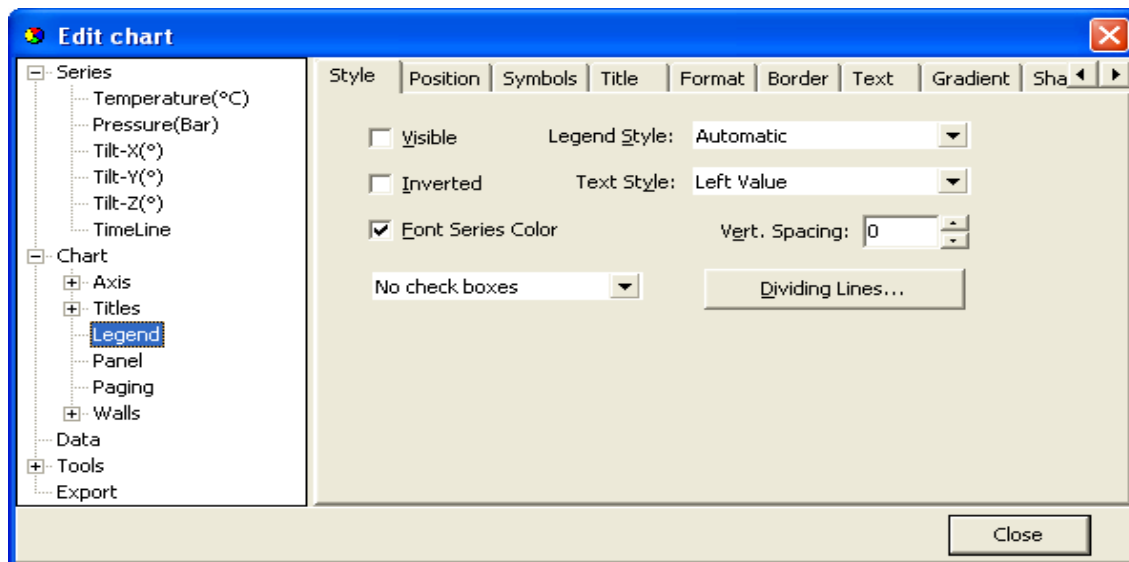 Edit chart
Series
Temperature(°C)
Pressure(Bar)
Tilt-X(°)
Tilt-Y(°)
Tilt-Z(°)
TimeLine
Chart
Axis
Titles
Legend
Panel
Paging
Walls
Data
Tools
Export
Style Position Symbols Title Format Border Text Gradient Sha
Visible Legend Style: Automatic
Inverted Text Style: Left Value
Font Series Color Vert. Spacing: 0
No check boxes Dividing Lines...
Close